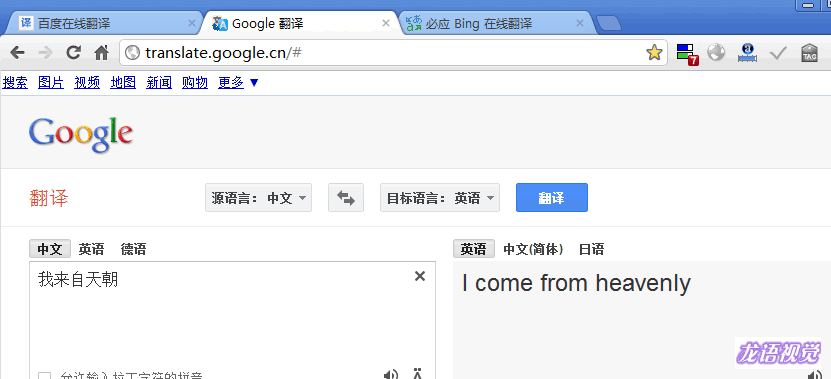 百度在线翻译 Google 翻译 必应 Bing 在线翻译
translate.google.cn/# 7 TAG
搜索 图片 视频 地图 新闻 购物 更多 ▼
Google
翻译 源语言：中文 目标语言：英语 翻译
中文 英语 德语 英语 中文(简体) 日语
我来自天朝 I come from heavenly
龙语视觉
允许输入拉丁字符的拼音